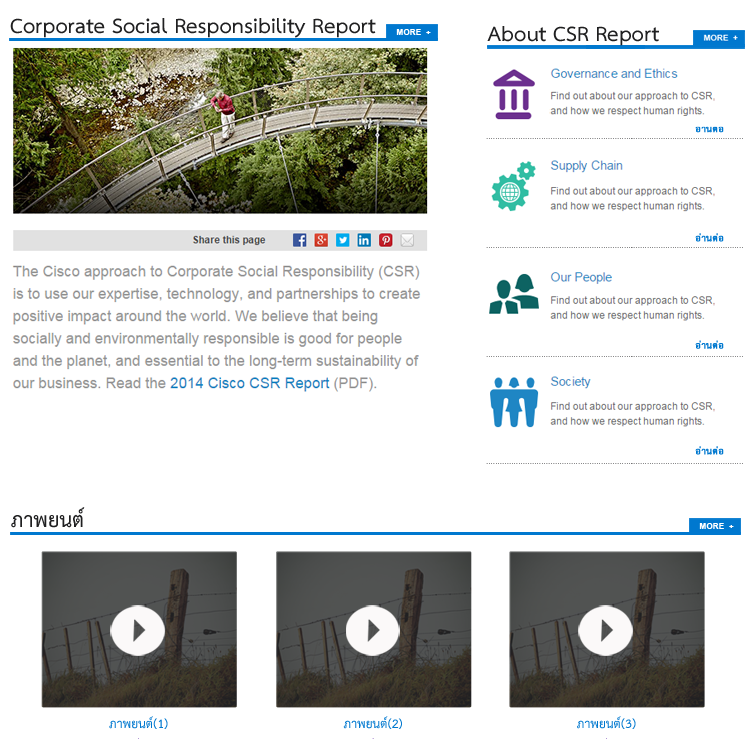 Corporate Social Responsibility Report
MORE +
Share this page
The Cisco approach to Corporate Social Responsibility (CSR)
is to use our expertise, technology, and partnerships to create
positive impact around the world. We believe that being
socially and environmentally responsible is good for people
and the planet, and essential to the long-term sustainability of
our business. Read the 2014 Cisco CSR Report (PDF).
About CSR Report
MORE +
Governance and Ethics
Find out about our approach to CSR,
and how we respect human rights.
อ่านต่อ
Supply Chain
Find out about our approach to CSR,
and how we respect human rights.
อ่านต่อ
Our People
Find out about our approach to CSR,
and how we respect human rights.
อ่านต่อ
Society
Find out about our approach to CSR,
and how we respect human rights.
อ่านต่อ
ภาพยนต์
MORE +
ภาพยนต์(1)
ภาพยนต์(2)
ภาพยนต์(3)